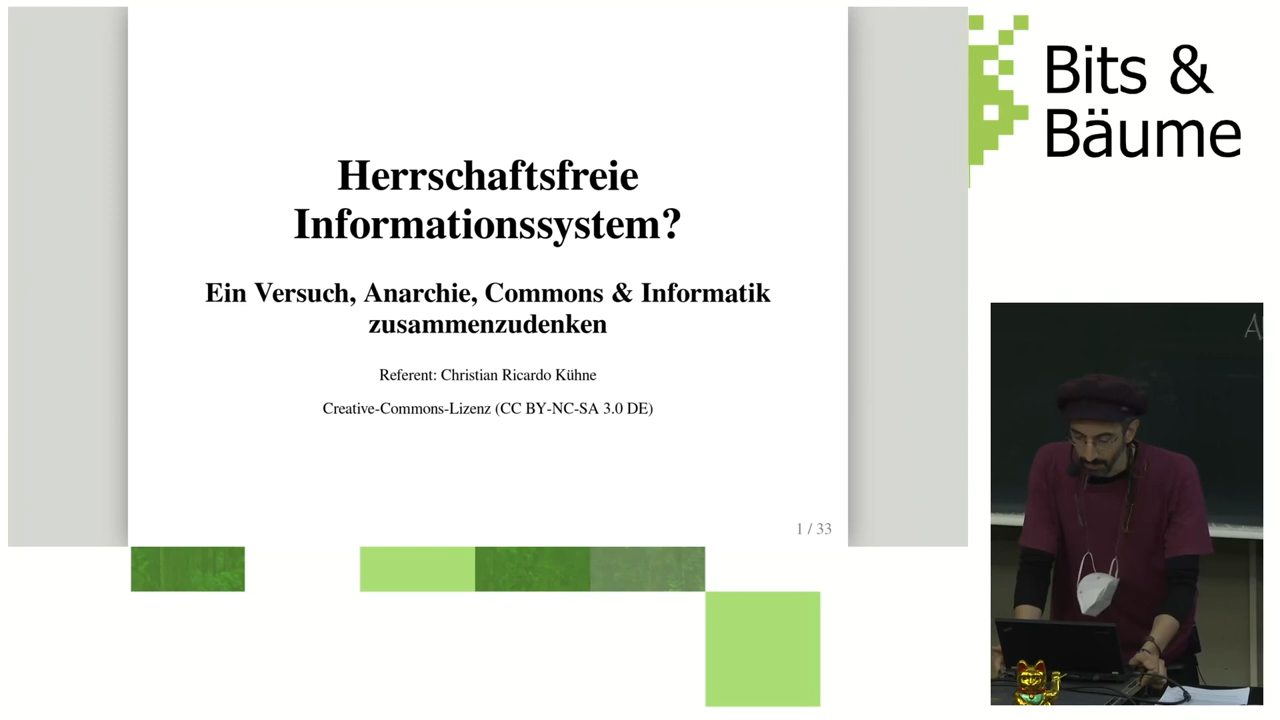 Herrschaftsfreie
Informationssystem?
Ein Versuch, Anarchie, Commons & Informatik
zusammenzudenken
Referent: Christian Ricardo Kühne
Creative-Commons-Lizenz (CC BY-NC-SA 3.0 DE)
1 / 33
Bits &
Bäume